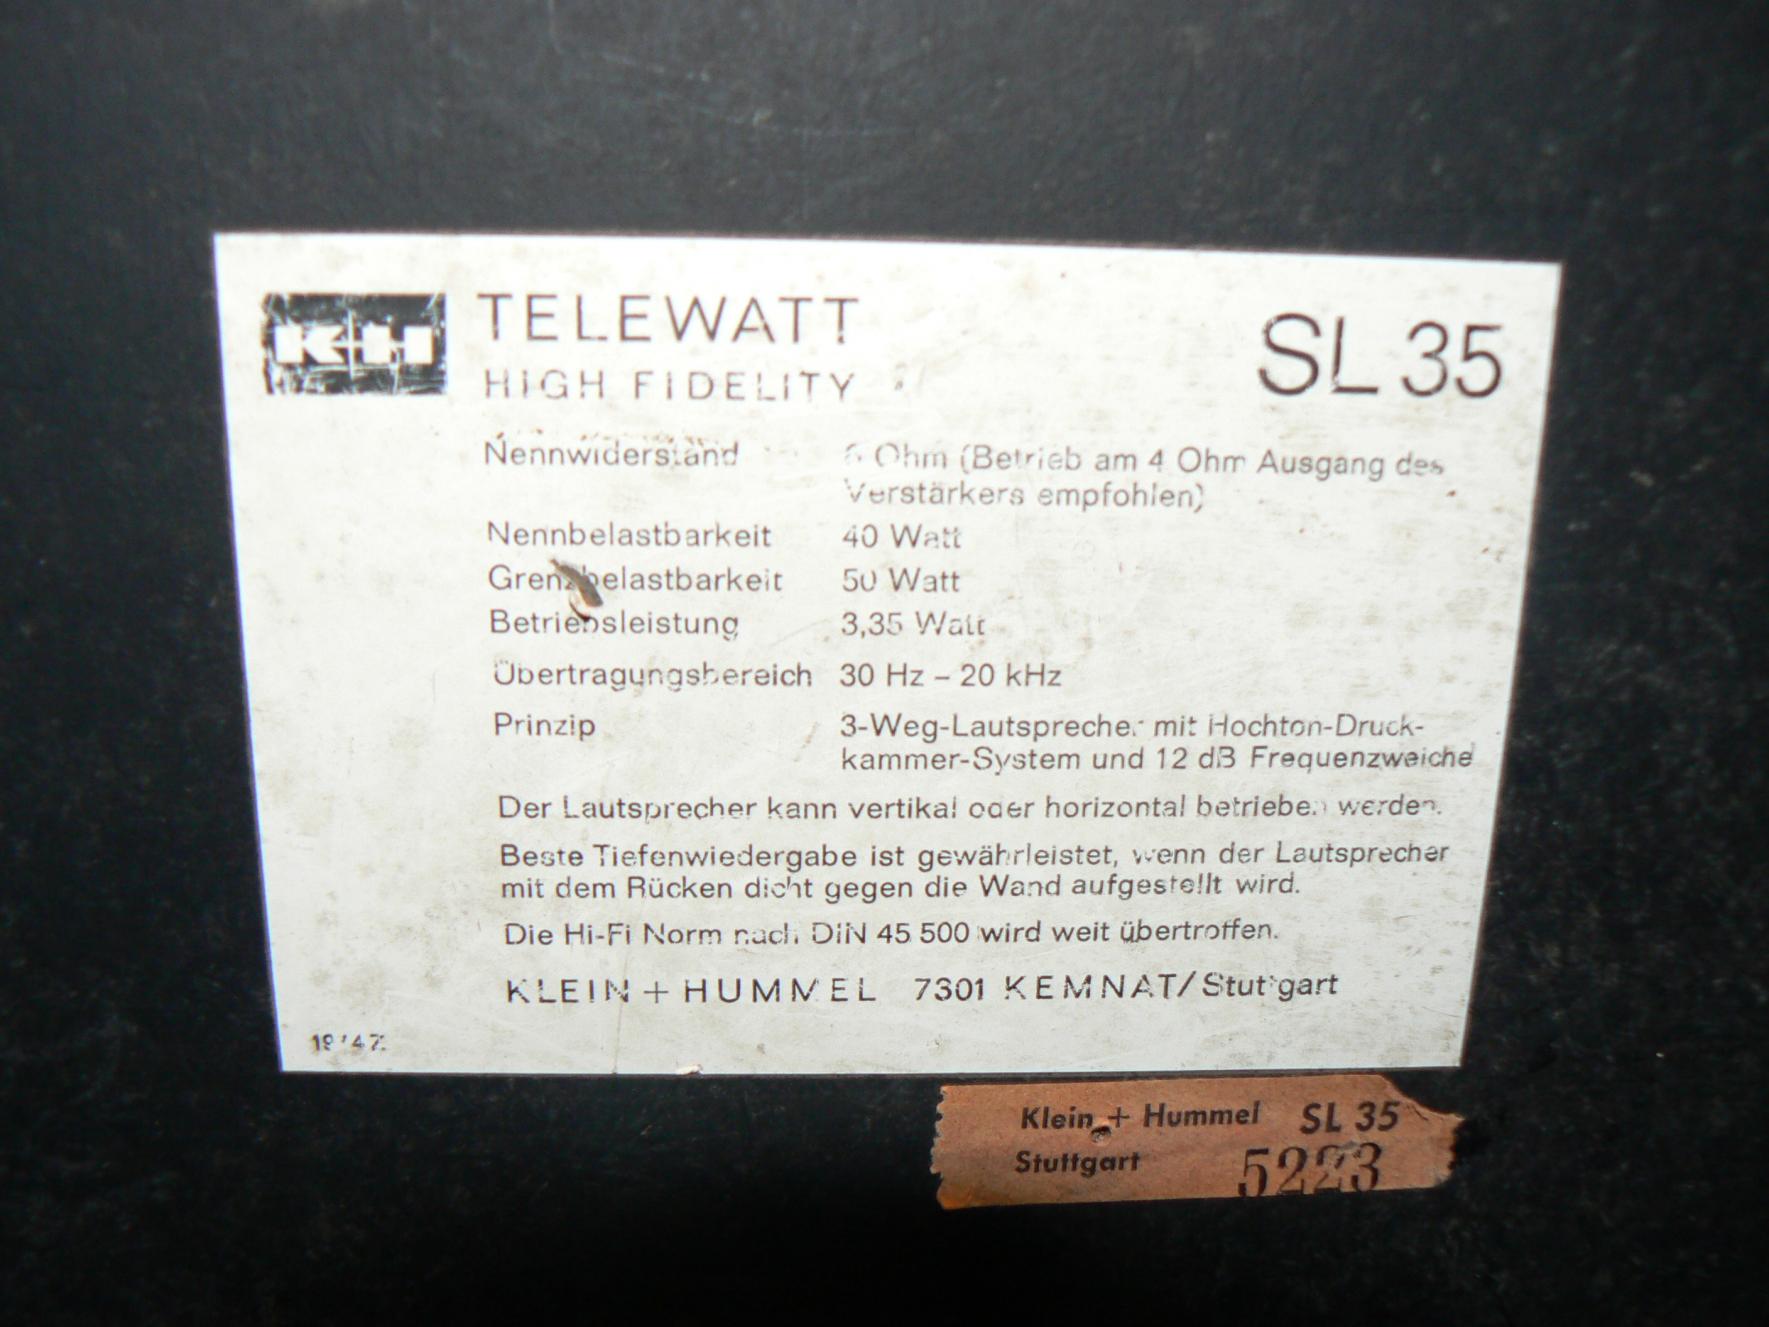 K+H TELEWATT SL 35
HIGH FIDELITY
Nennwiderstand Ohm (Betrieb am 4 Ohm Ausgang des
Verstärkers empfohlen)
Nennbelastbarkeit 40 Watt
Grenzbelastbarkeit 50 Watt
Betriebsleistung 3,35 Watt
Übertragungsbereich 30 Hz – 20 kHz
Prinzip 3-Weg-Lautsprecher mit Hochton-Druck-
kammer-System und 12 dB Frequenzweiche
Der Lautsprecher kann vertikal oder horizontal betrieben werden.
Beste Tiefenwiedergabe ist gewährleistet, wenn der Lautsprecher
mit dem Rücken dicht gegen die Wand aufgestellt wird.
Die Hi-Fi Norm nach DIN 45 500 wird weit übertroffen.
KLEIN + HUMMEL 7301 KEMNAT/Stuttgart
Klein + Hummel SL 35
Stuttgart 5223